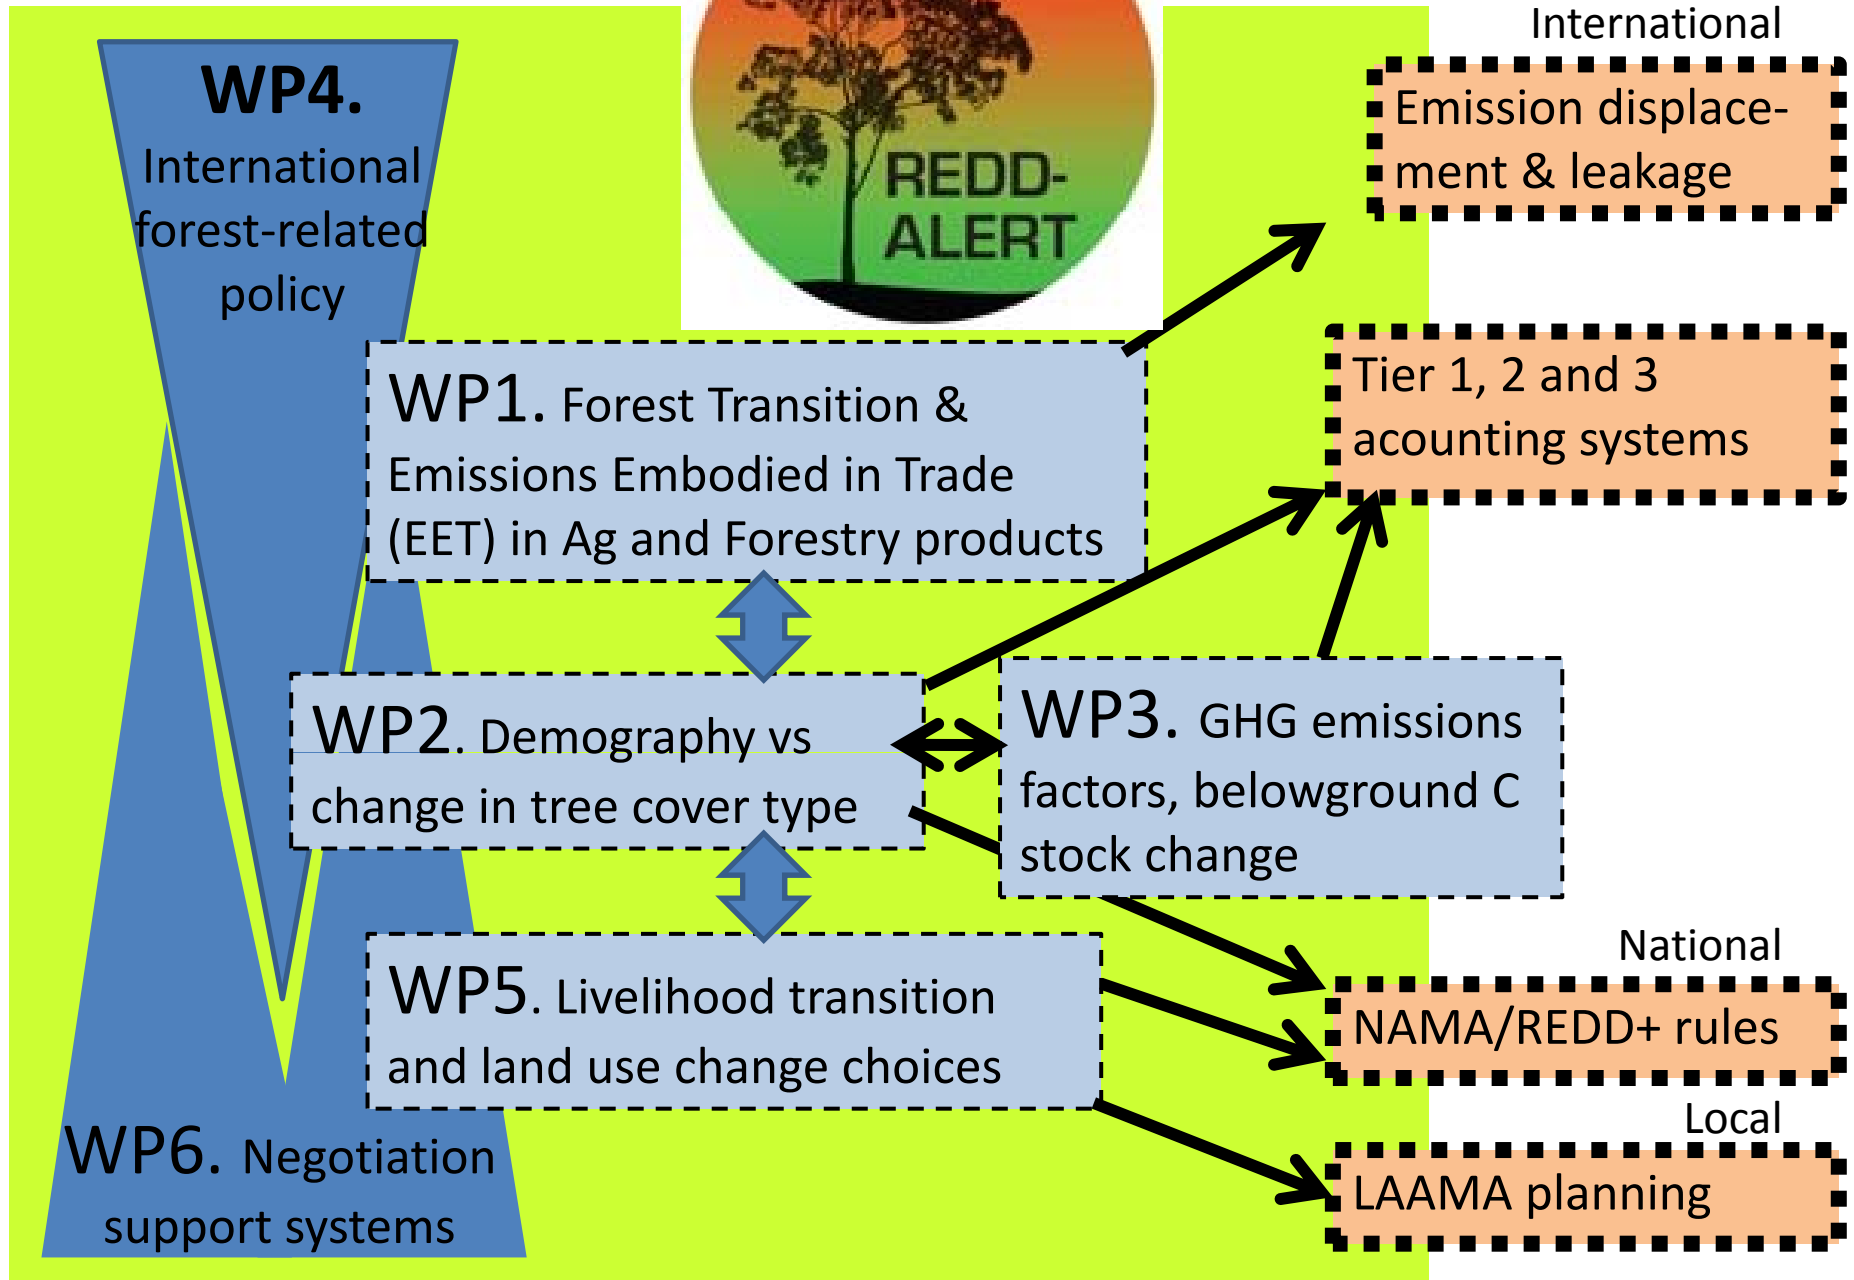 WP4.
International
forest-related
policy
REDD-
ALERT
International
Emission displace-
ment & leakage
Tier 1, 2 and 3
acounting systems
WP1. Forest Transition &
Emissions Embodied in Trade
(EET) in Ag and Forestry products
WP2. Demography vs
change in tree cover type
WP3. GHG emissions
factors, belowground C
stock change
WP5. Livelihood transition
and land use change choices
National
NAMA/REDD+ rules
Local
LAAMA planning
WP6. Negotiation
support systems